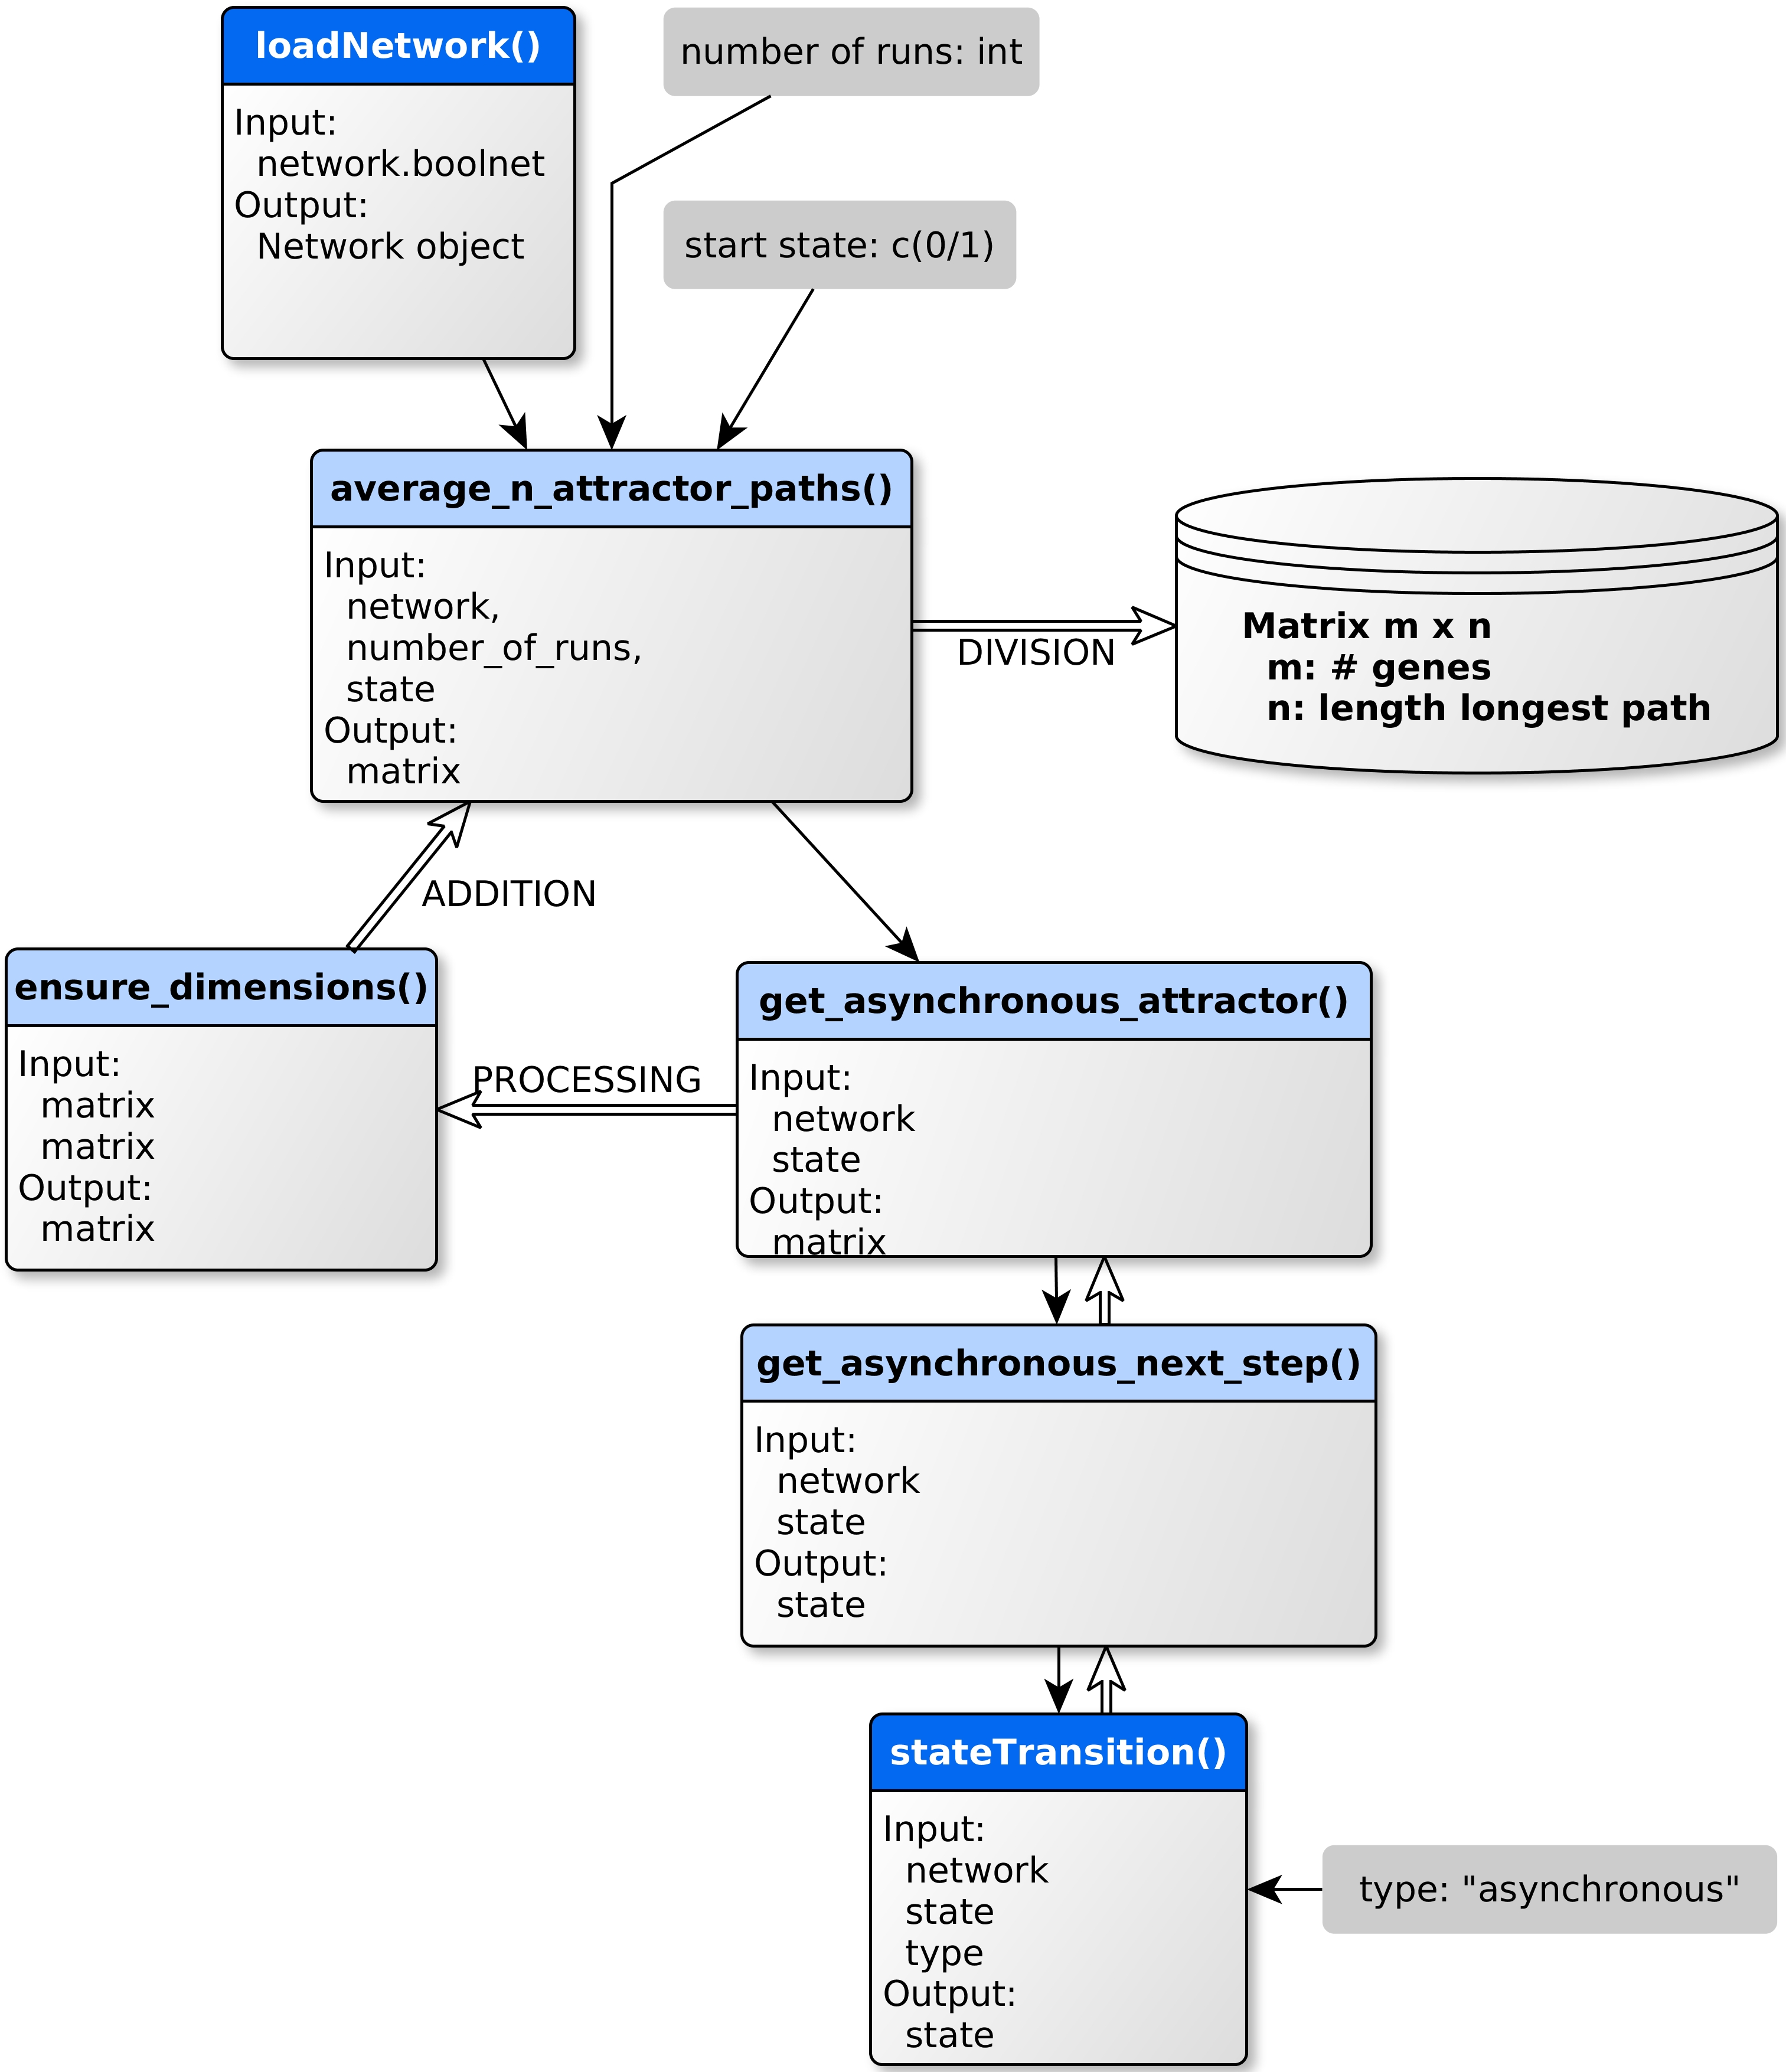 loadNetwork()
Input:
network.boolnet
Output:
Network object
number of runs: int
start state: c(0/1)
average_n_attractor_paths()
Input:
network,
number_of_runs,
state
Output:
matrix
DIVISION
Matrix m x n
m: # genes
n: length longest path
ADDITION
ensure_dimensions()
Input:
matrix
matrix
Output:
matrix
PROCESSING
get_asynchronous_attractor()
Input:
network
state
Output:
matrix
get_asynchronous_next_step()
Input:
network
state
Output:
state
stateTransition()
Input:
network
state
type
Output:
state
type: "asynchronous"